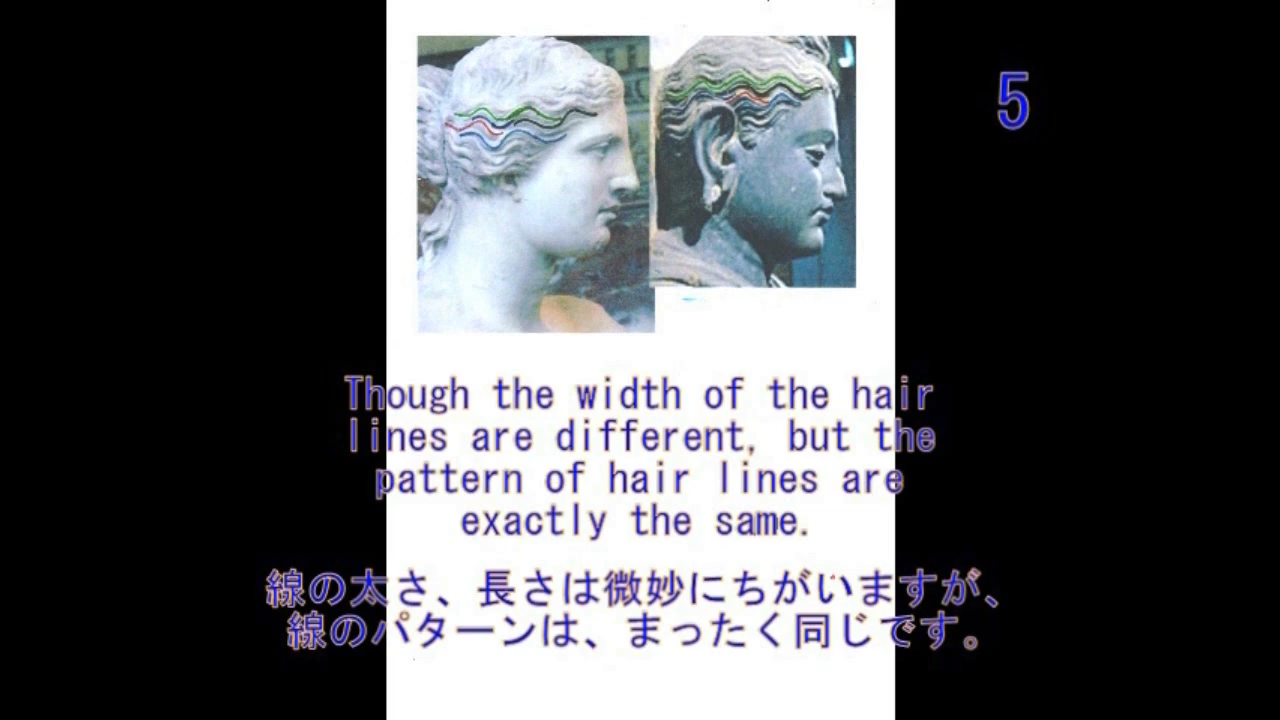 5
Though the width of the hair
lines are different, but the
pattern of hair lines are
exactly the same.
線の太さ、長さは微妙にちがいますが、
線のパターンは、まったく同じです。